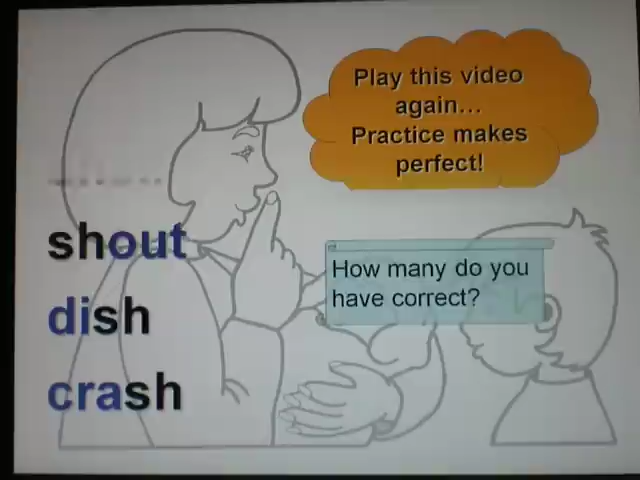 Play this video
again...
Practice makes
perfect!
shout
dish
crash
How many do you
have correct?